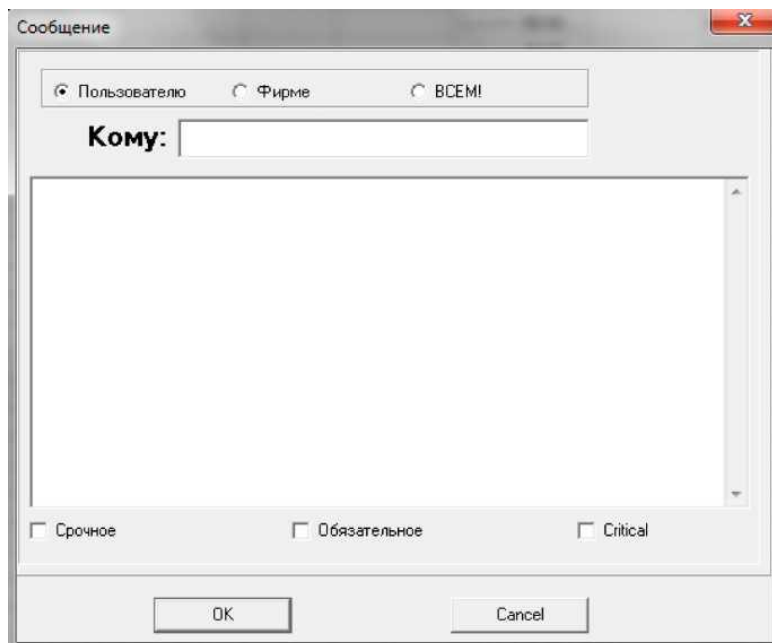 Сообщение
Пользователю Фирме ВСЕМ!
Кому:
Срочное Обязательное Critical
OK Cancel